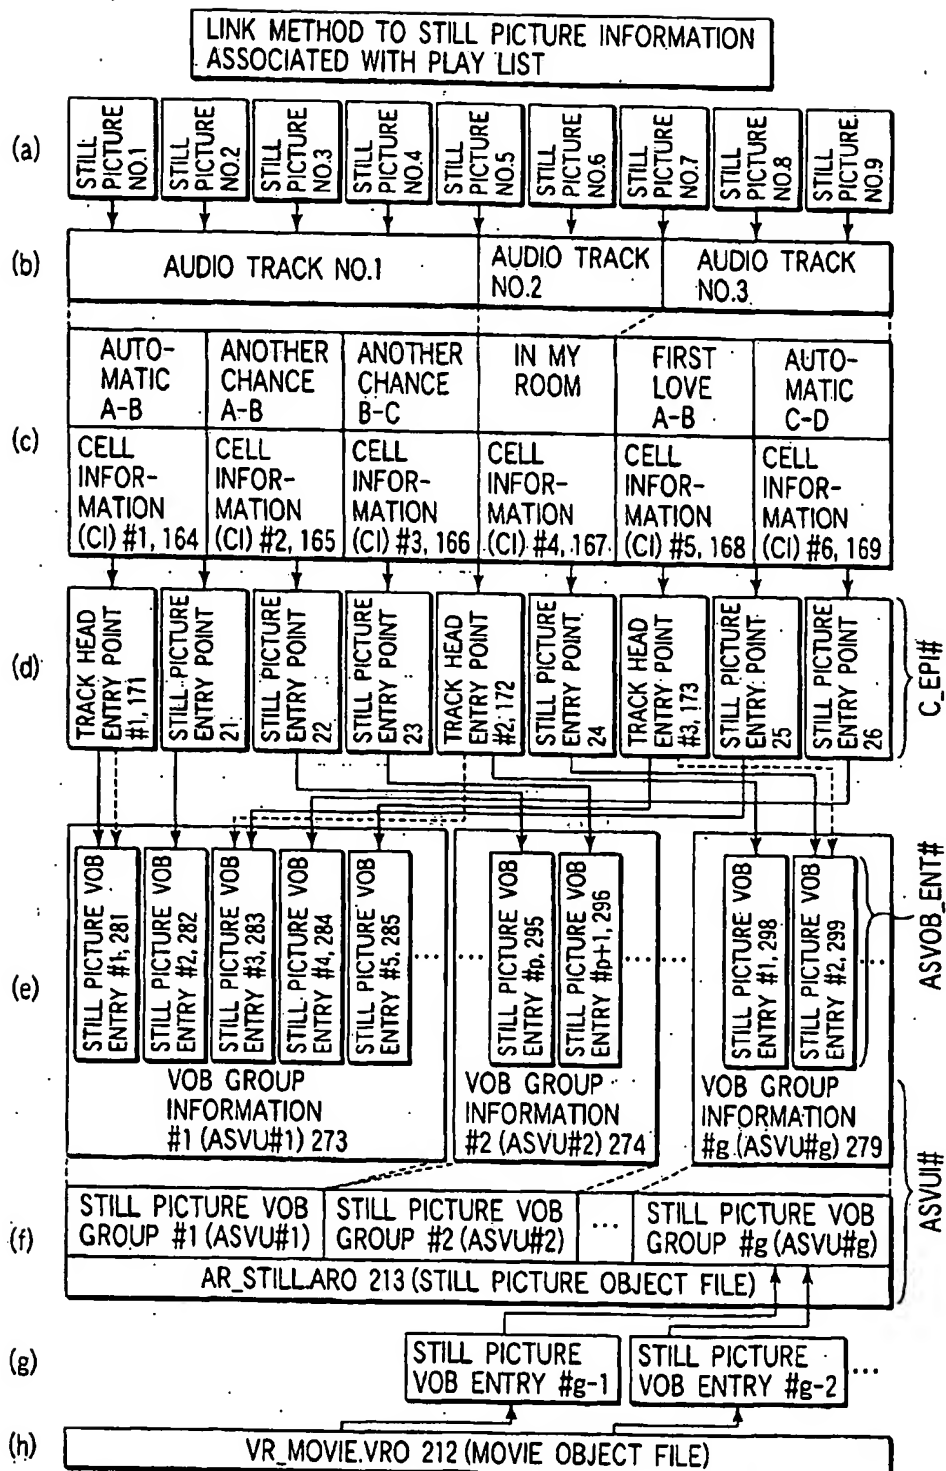 LINK METHOD TO STILL PICTURE INFORMATION
ASSOCIATED WITH PLAY LIST
(a)
STILL
PICTURE
NO.1
STILL
PICTURE
NO.2
STILL
PICTURE
NO.3
STILL
PICTURE
NO.4
STILL
PICTURE
NO.5
STILL
PICTURE
NO.6
STILL
PICTURE
NO.7
STILL
PICTURE
NO.8
STILL
PICTURE
NO.9
(b)
AUDIO TRACK NO.1
AUDIO TRACK
NO.2
AUDIO TRACK
NO.3
(c)
AUTO-
MATIC
A-B
ANOTHER
CHANCE
A-B
ANOTHER
CHANCE
B-C
IN MY
ROOM
FIRST
LOVE
A-B
AUTO-
MATIC
C-D
CELL
INFOR-
MATION
(CI) #1, 164
CELL
INFOR-
MATION
(CI) #2, 165
CELL
INFOR-
MATION
(CI) #3, 166
CELL
INFOR-
MATION
(CI) #4, 167
CELL
INFOR-
MATION
(CI) #5, 168
CELL
INFOR-
MATION
(CI) #6, 169
(d)
TRACK HEAD
ENTRY POINT
#1, 171
STILL PICTURE
ENTRY POINT
21
STILL PICTURE
ENTRY POINT
22
STILL PICTURE
ENTRY POINT
23
TRACK HEAD
ENTRY POINT
#2, 172
STILL PICTURE
ENTRY POINT
24
TRACK HEAD
ENTRY POINT
#3, 173
STILL PICTURE
ENTRY POINT
25
STILL PICTURE
ENTRY POINT
26
C_EPI#
(e)
STILL PICTURE VOB
ENTRY #1, 281
STILL PICTURE VOB
ENTRY #2, 282
STILL PICTURE VOB
ENTRY #3, 283
STILL PICTURE VOB
ENTRY #4, 284
STILL PICTURE VOB
ENTRY #5, 285
STILL PICTURE VOB
ENTRY #p, 295
STILL PICTURE VOB
ENTRY #p+1, 296
STILL PICTURE VOB
ENTRY #1, 298
STILL PICTURE VOB
ENTRY #2, 299
ASVOB_ENT#
VOB GROUP
INFORMATION
#1 (ASVU#1) 273
VOB GROUP
INFORMATION
#2 (ASVU#2) 274
VOB GROUP
INFORMATION
#g (ASVU#g) 279
ASVUI#
(f)
STILL PICTURE VOB
GROUP #1 (ASVU#1)
STILL PICTURE VOB
GROUP #2 (ASVU#2)
...
STILL PICTURE VOB
GROUP #g (ASVU#g)
AR_STILL.ARO 213 (STILL PICTURE OBJECT FILE)
(g)
STILL PICTURE
VOB ENTRY #g-1
STILL PICTURE
VOB ENTRY #g-2
(h)
VR_MOVIE.VRO 212 (MOVIE OBJECT FILE)